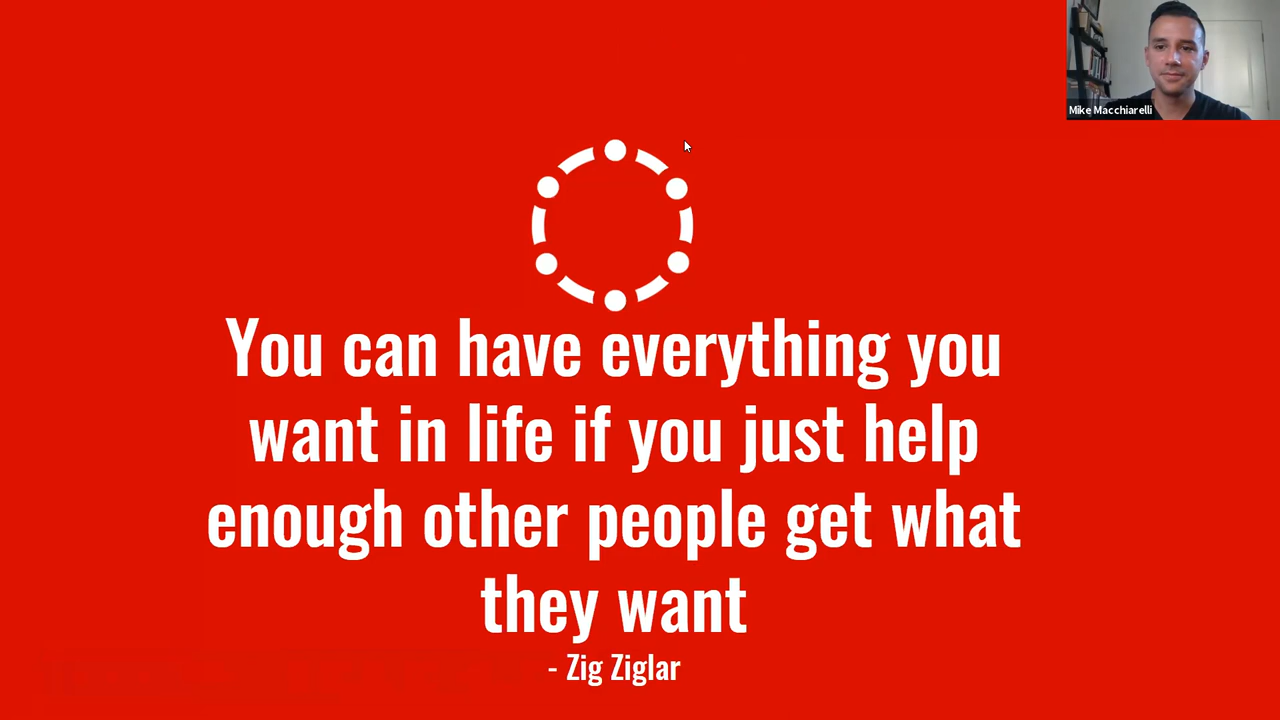 Mike Macchiarelli
You can have everything you
want in life if you just help
enough other people get what
they want
- Zig Ziglar